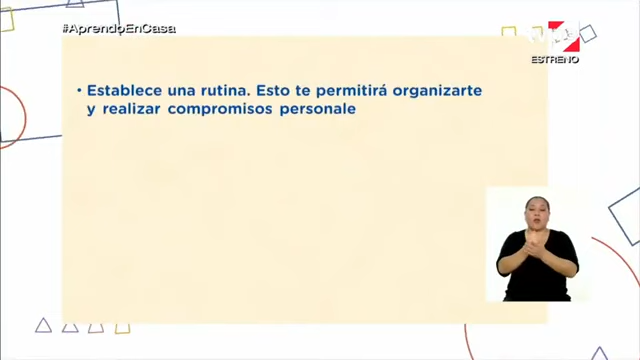 #AprendoEnCasa
ESTRENO
• Establece una rutina. Esto te permitirá organizarte
y realizar compromisos personale